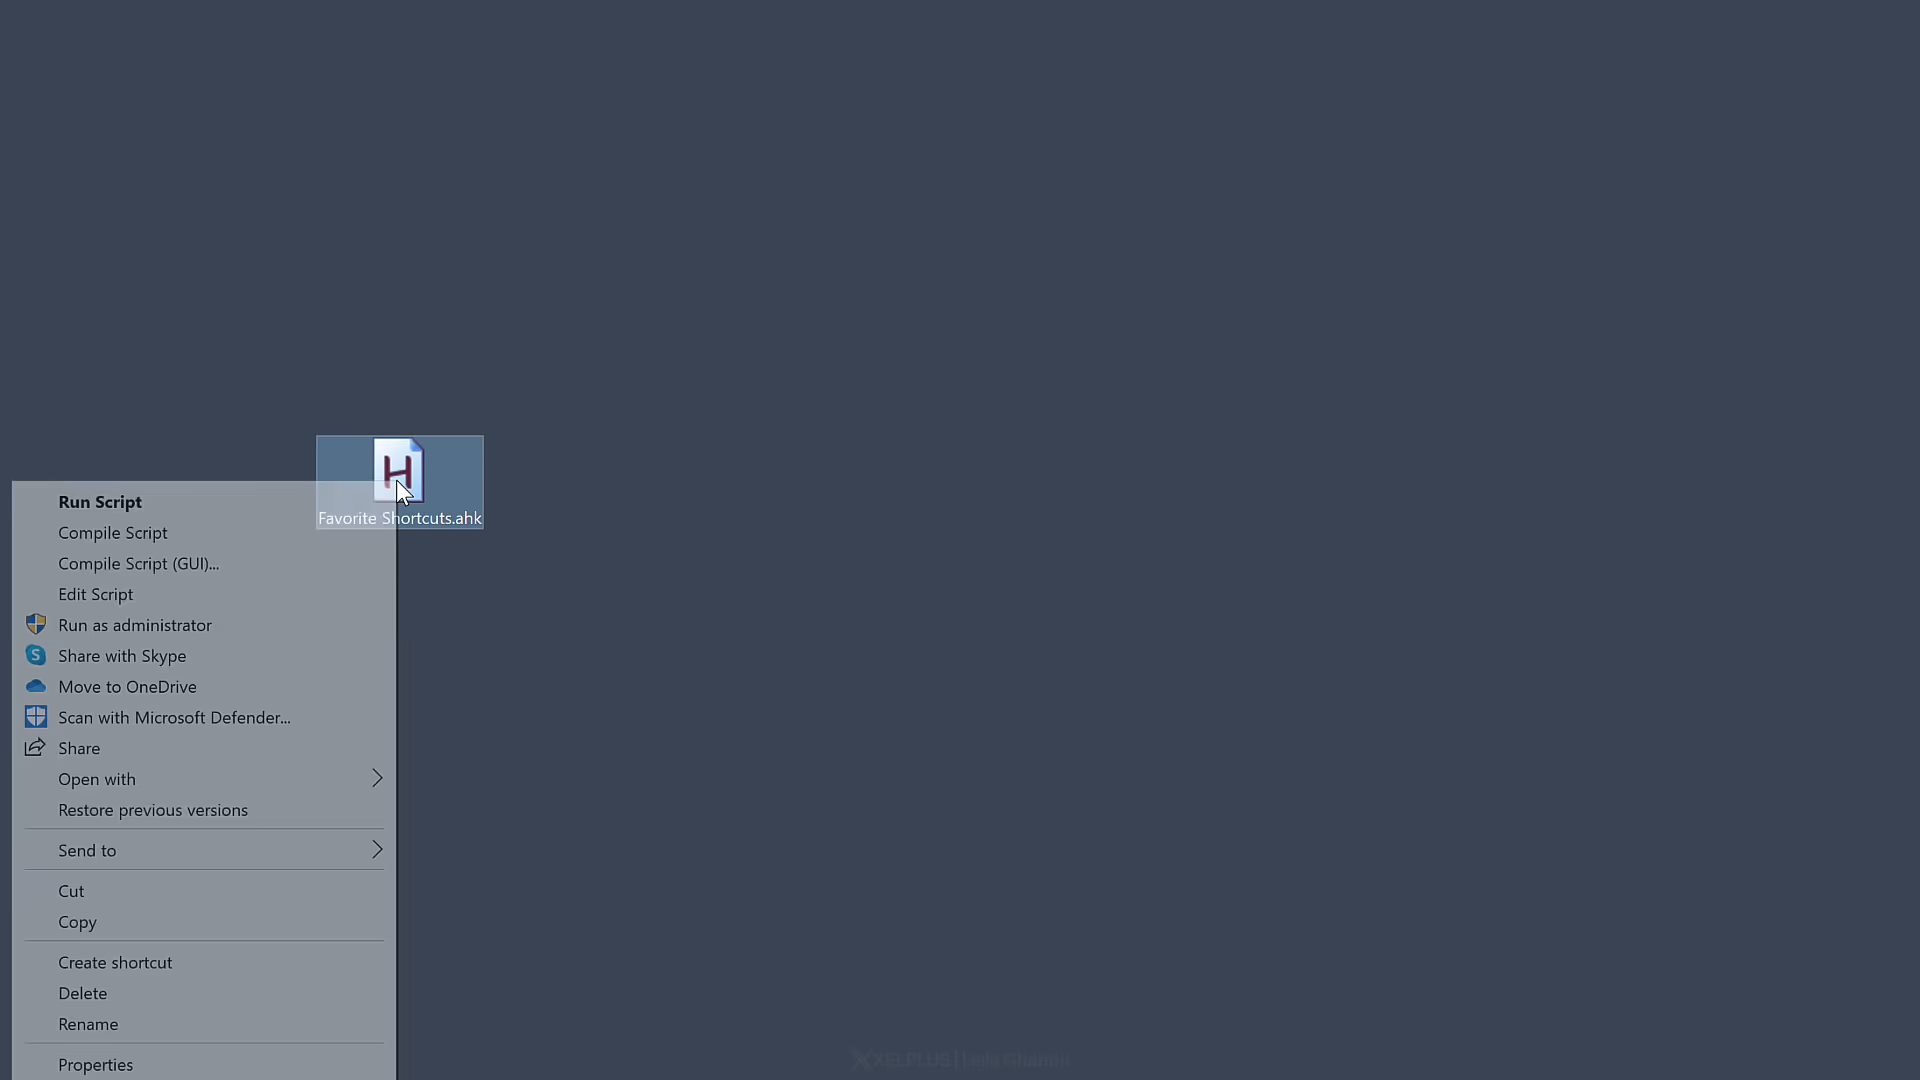 Favorite Shortcuts.ahk
Run Script
Compile Script
Compile Script (GUI)...
Edit Script
Run as administrator
Share with Skype
Move to OneDrive
Scan with Microsoft Defender...
Share
Open with
Restore previous versions
Send to
Cut
Copy
Create shortcut
Delete
Rename
Properties